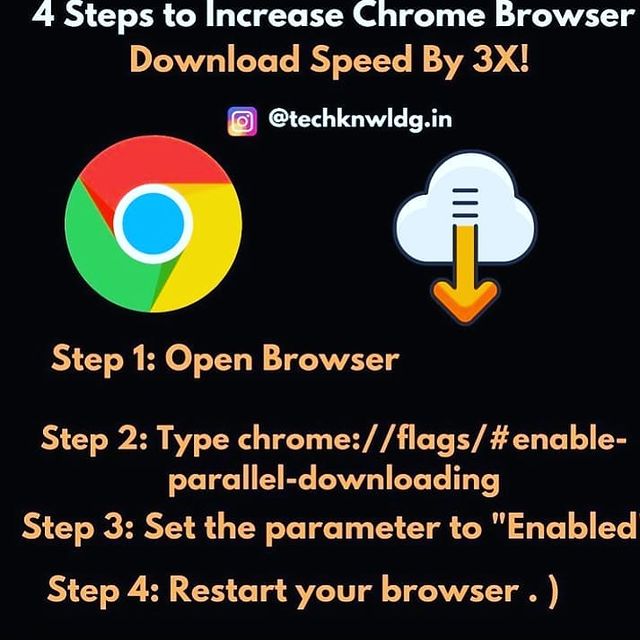 4 Steps to Increase Chrome Browser
Download Speed By 3X!
@techknwldg.in
Step 1: Open Browser
Step 2: Type chrome://flags/#enable-
parallel-downloading
Step 3: Set the parameter to "Enabled"
Step 4: Restart your browser . )